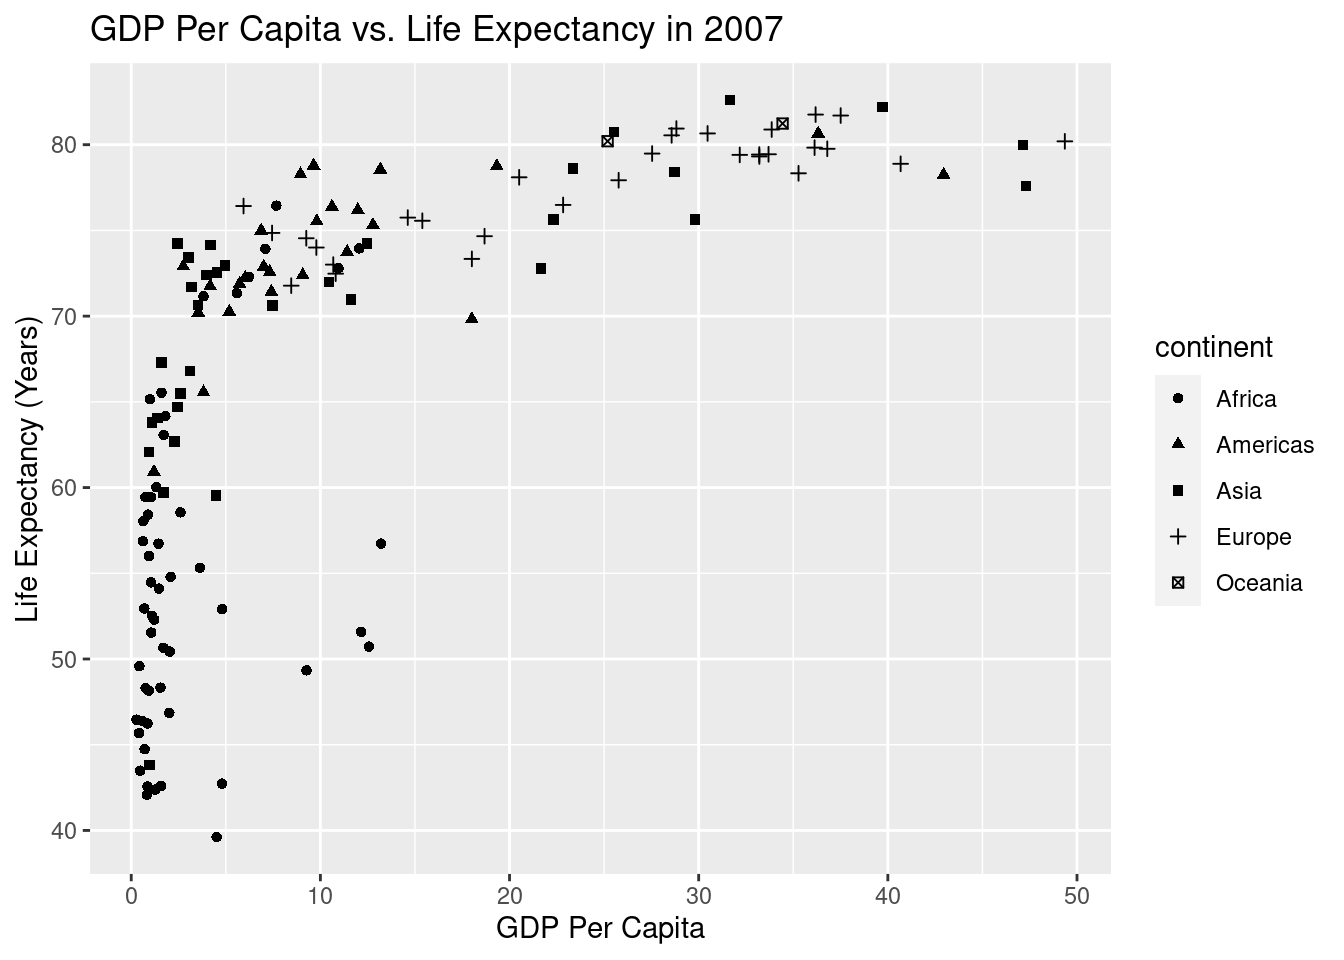 GDP Per Capita vs. Life Expectancy in 2007
Life Expectancy (Years)
80
70
60
50
40
0 10 20 30 40 50
GDP Per Capita
continent
Africa
Americas
Asia
Europe
Oceania